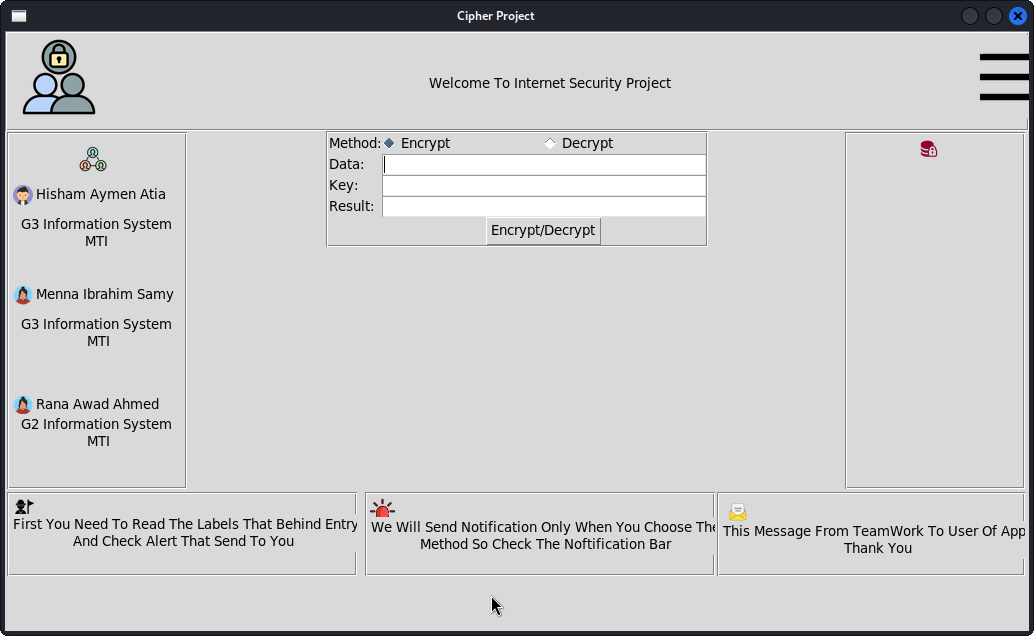 Cipher Project
Welcome To Internet Security Project
Method: Encrypt Decrypt
Data:
Key:
Result:
Encrypt/Decrypt
Hisham Aymen Atia
G3 Information System
MTI
Menna Ibrahim Samy
G3 Information System
MTI
Rana Awad Ahmed
G2 Information System
MTI
First You Need To Read The Labels That Behind Entry
And Check Alert That Send To You
We Will Send Notification Only When You Choose The
Method So Check The Noftification Bar
This Message From TeamWork To User Of App
Thank You